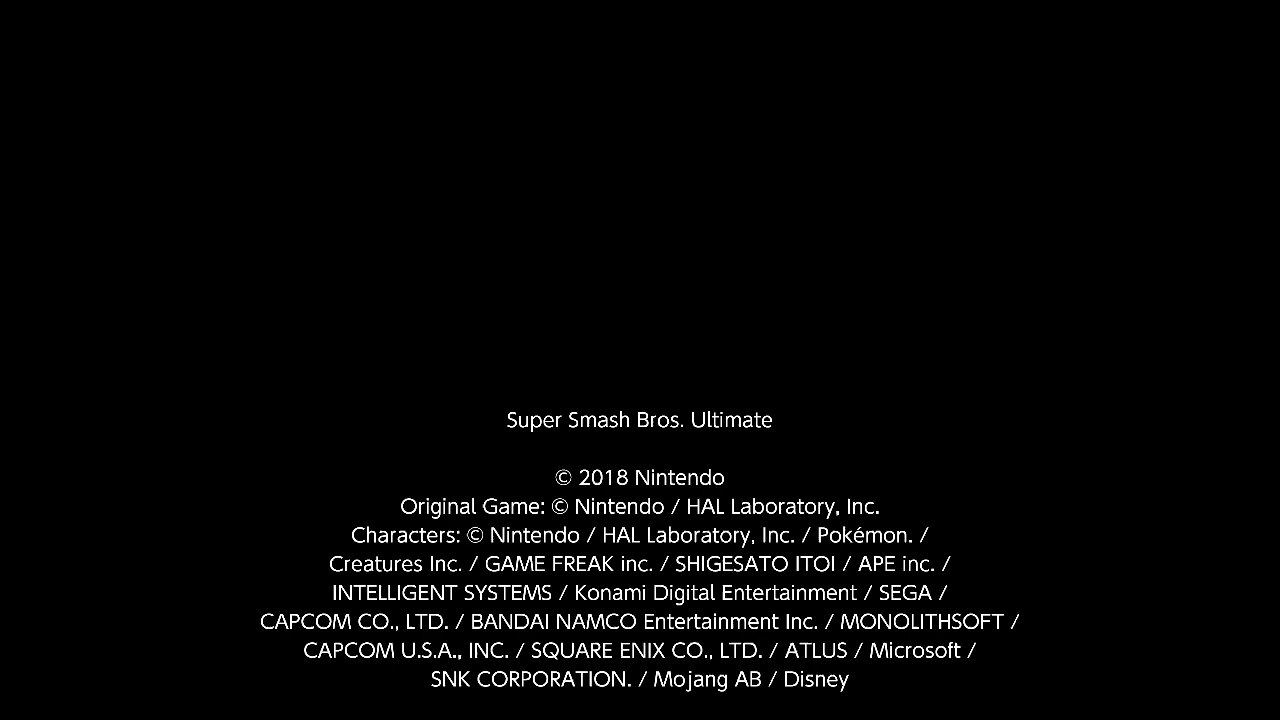 Super Smash Bros. Ultimate
© 2018 Nintendo
Original Game: © Nintendo / HAL Laboratory, Inc.
Characters: © Nintendo / HAL Laboratory, Inc. / Pokémon. /
Creatures Inc. / GAME FREAK inc. / SHIGESATO ITOI / APE inc. /
INTELLIGENT SYSTEMS / Konami Digital Entertainment / SEGA /
CAPCOM CO., LTD. / BANDAI NAMCO Entertainment Inc. / MONOLITHSOFT /
CAPCOM U.S.A., INC. / SQUARE ENIX CO., LTD. / ATLUS / Microsoft /
SNK CORPORATION. / Mojang AB / Disney